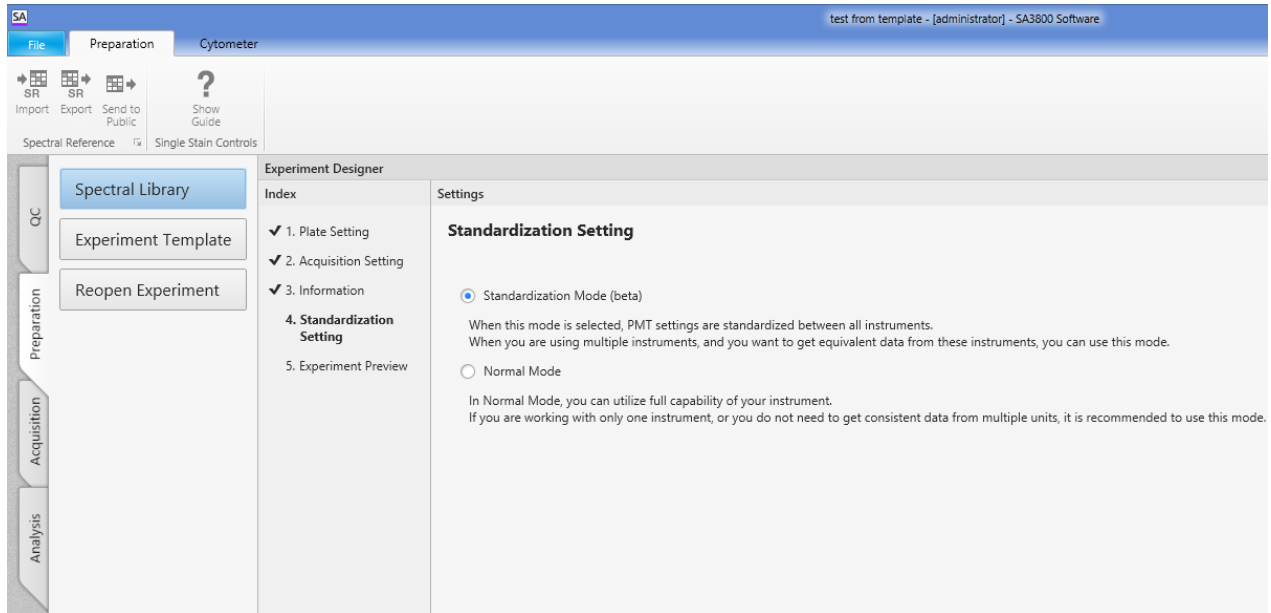 SA
test from template - [administrator] - SA3800 Software
File
Preparation
Cytometer
SR
Import
SR
Export
Send to
Public
?
Show
Guide
Spectral Reference
Single Stain Controls
QC
Preparation
Acquisition
Analysis
Spectral Library
Experiment Template
Reopen Experiment
Experiment Designer
Index
1. Plate Setting
2. Acquisition Setting
3. Information
4. Standardization
Setting
5. Experiment Preview
Settings
Standardization Setting
Standardization Mode (beta)
When this mode is selected, PMT settings are standardized between all instruments.
When you are using multiple instruments, and you want to get equivalent data from these instruments, you can use this mode.
Normal Mode
In Normal Mode, you can utilize full capability of your instrument.
If you are working with only one instrument, or you do not need to get consistent data from multiple units, it is recommended to use this mode.